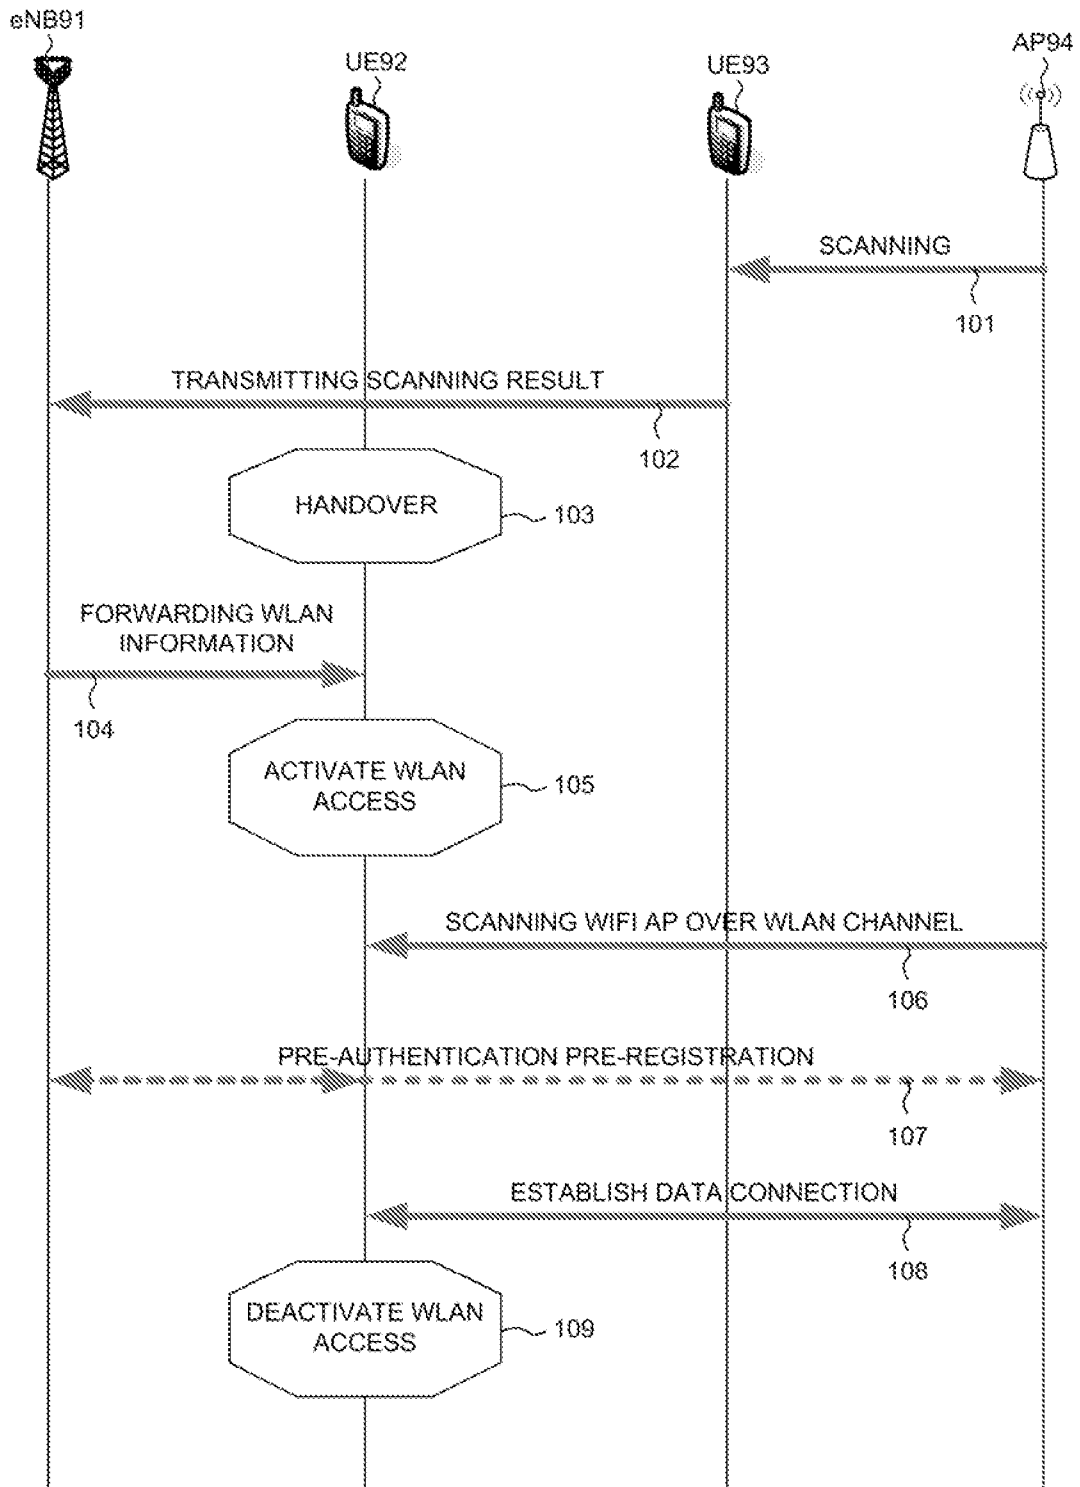 eNB91
UE92
UE93
AP94
SCANNING
101
TRANSMITTING SCANNING RESULT
102
HANDOVER
103
FORWARDING WLAN
INFORMATION
104
ACTIVATE WLAN
ACCESS
105
SCANNING WIFI AP OVER WLAN CHANNEL
106
PRE-AUTHENTICATION PRE-REGISTRATION
107
ESTABLISH DATA CONNECTION
108
DEACTIVATE WLAN
ACCESS
109